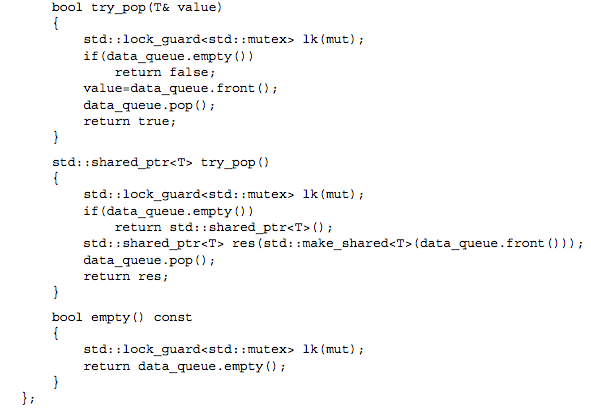 bool try_pop(T& value)
    {
        std::lock_guard<std::mutex> lk(mut);
        if(data_queue.empty())
            return false;
        value=data_queue.front();
        data_queue.pop();
        return true;
    }
    std::shared_ptr<T> try_pop()
    {
        std::lock_guard<std::mutex> lk(mut);
        if(data_queue.empty())
            return std::shared_ptr<T>();
        std::shared_ptr<T> res(std::make_shared<T>(data_queue.front()));
        data_queue.pop();
        return res;
    }
    bool empty() const
    {
        std::lock_guard<std::mutex> lk(mut);
        return data_queue.empty();
    }
};